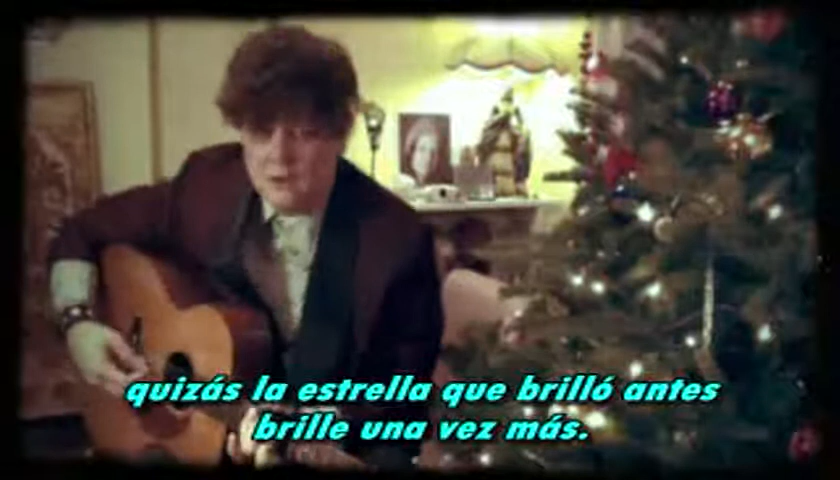 quizás la estrella que brilló antes
brille una vez más.